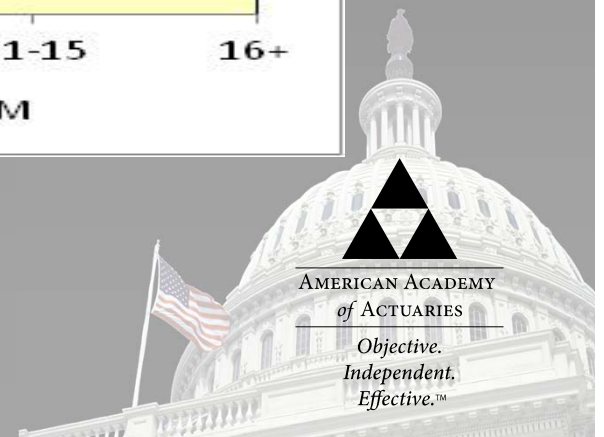 1-15 16+
M
AMERICAN ACADEMY
of ACTUARIES
Objective.
Independent.
Effective.™